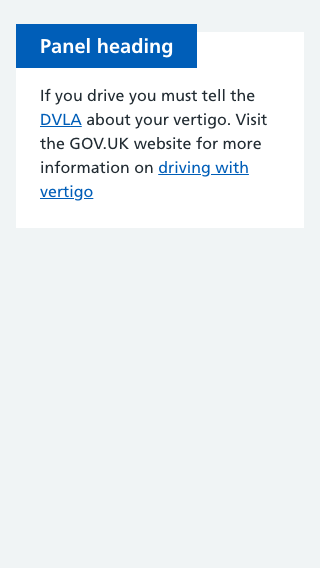 Panel heading
If you drive you must tell the
DVLA about your vertigo. Visit
the GOV.UK website for more
information on driving with
vertigo